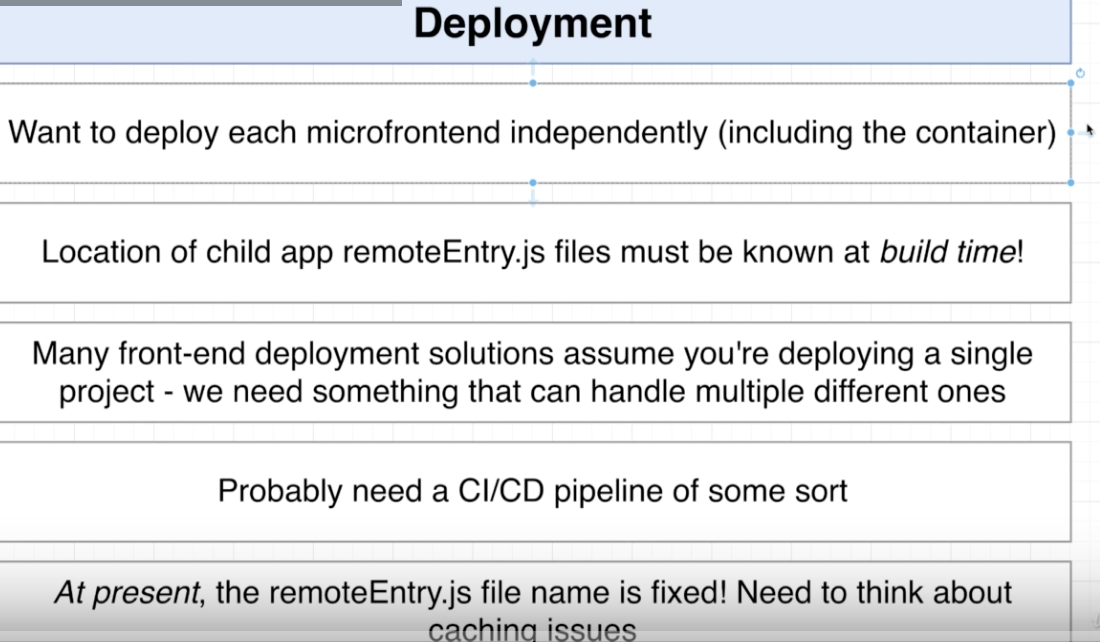 Deployment
Want to deploy each microfrontend independently (including the container)
Location of child app remoteEntry.js files must be known at build time!
Many front-end deployment solutions assume you're deploying a single
project - we need something that can handle multiple different ones
Probably need a CI/CD pipeline of some sort
At present, the remoteEntry.js file name is fixed! Need to think about
caching issues